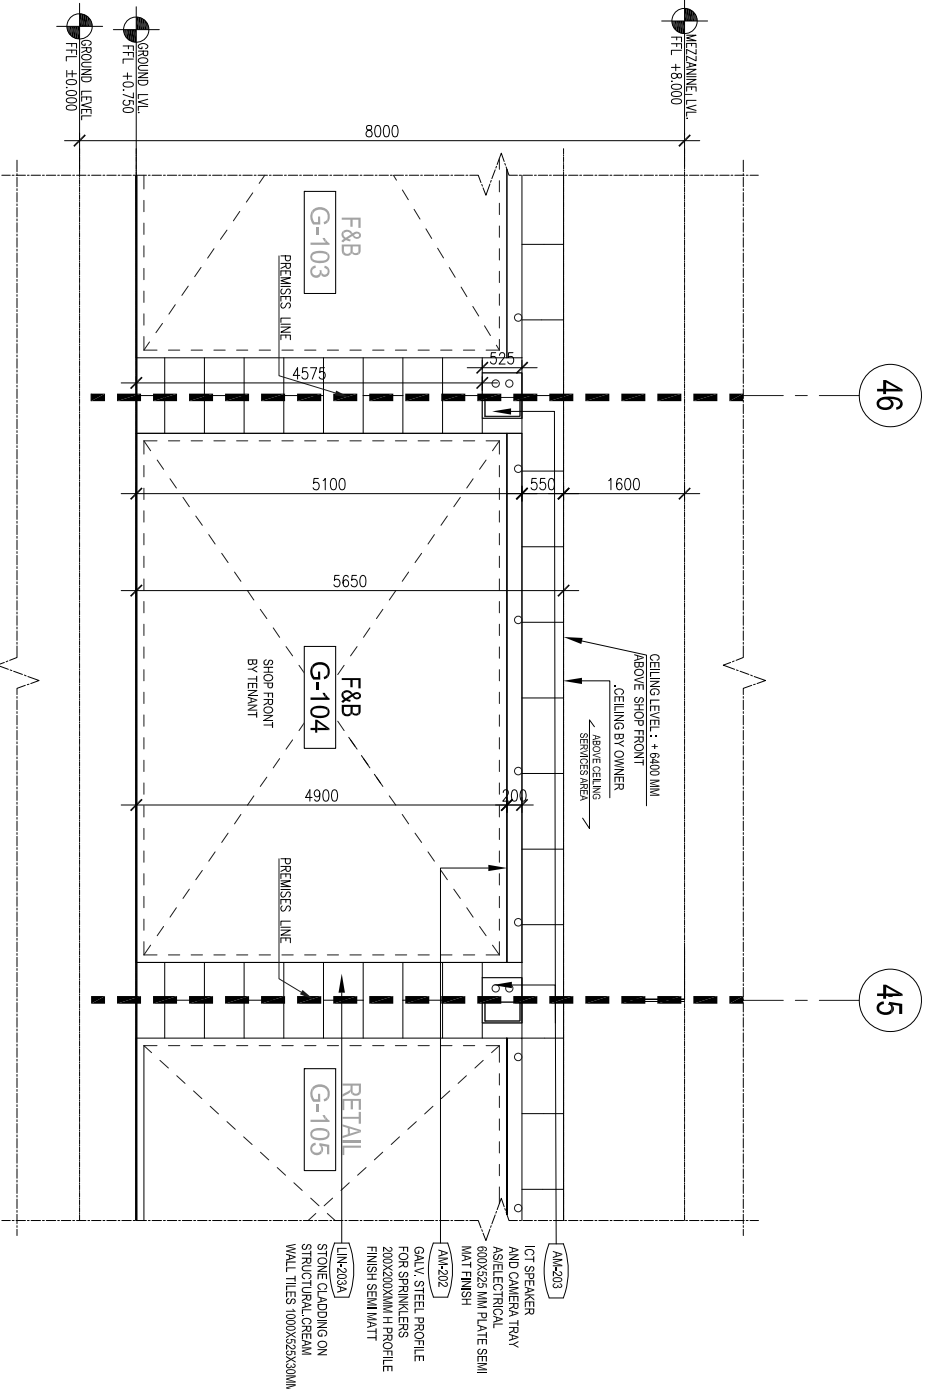 46
45
MEZZANINE LVL.
FFL +8.000
GROUND LVL.
FFL +0.750
GROUND LEVEL
FFL ±0.000
8000
1600
550
5100
5650
525
4575
4900
200
CEILING LEVEL : + 6400 MM
ABOVE SHOP FRONT
.CEILING BY OWNER
ABOVE CEILING
SERVICES AREA
F&B
G-103
PREMISES LINE
F&B
G-104
SHOP FRONT
BY TENANT
PREMISES LINE
RETAIL
G-105
AM-203
ICT SPEAKER
AND CAMERA TRAY
AS/ELECTRICAL
600X525 MM PLATE SEMI
MAT FINISH
AM-202
GALV. STEEL PROFILE
FOR SPRINKLERS
200X200XMM H PROFILE
FINISH SEMI MATT
LIN-203A
STONE CLADDING ON
STRUCTURAL.CREAM
WALL TILES 1000X525X30MM